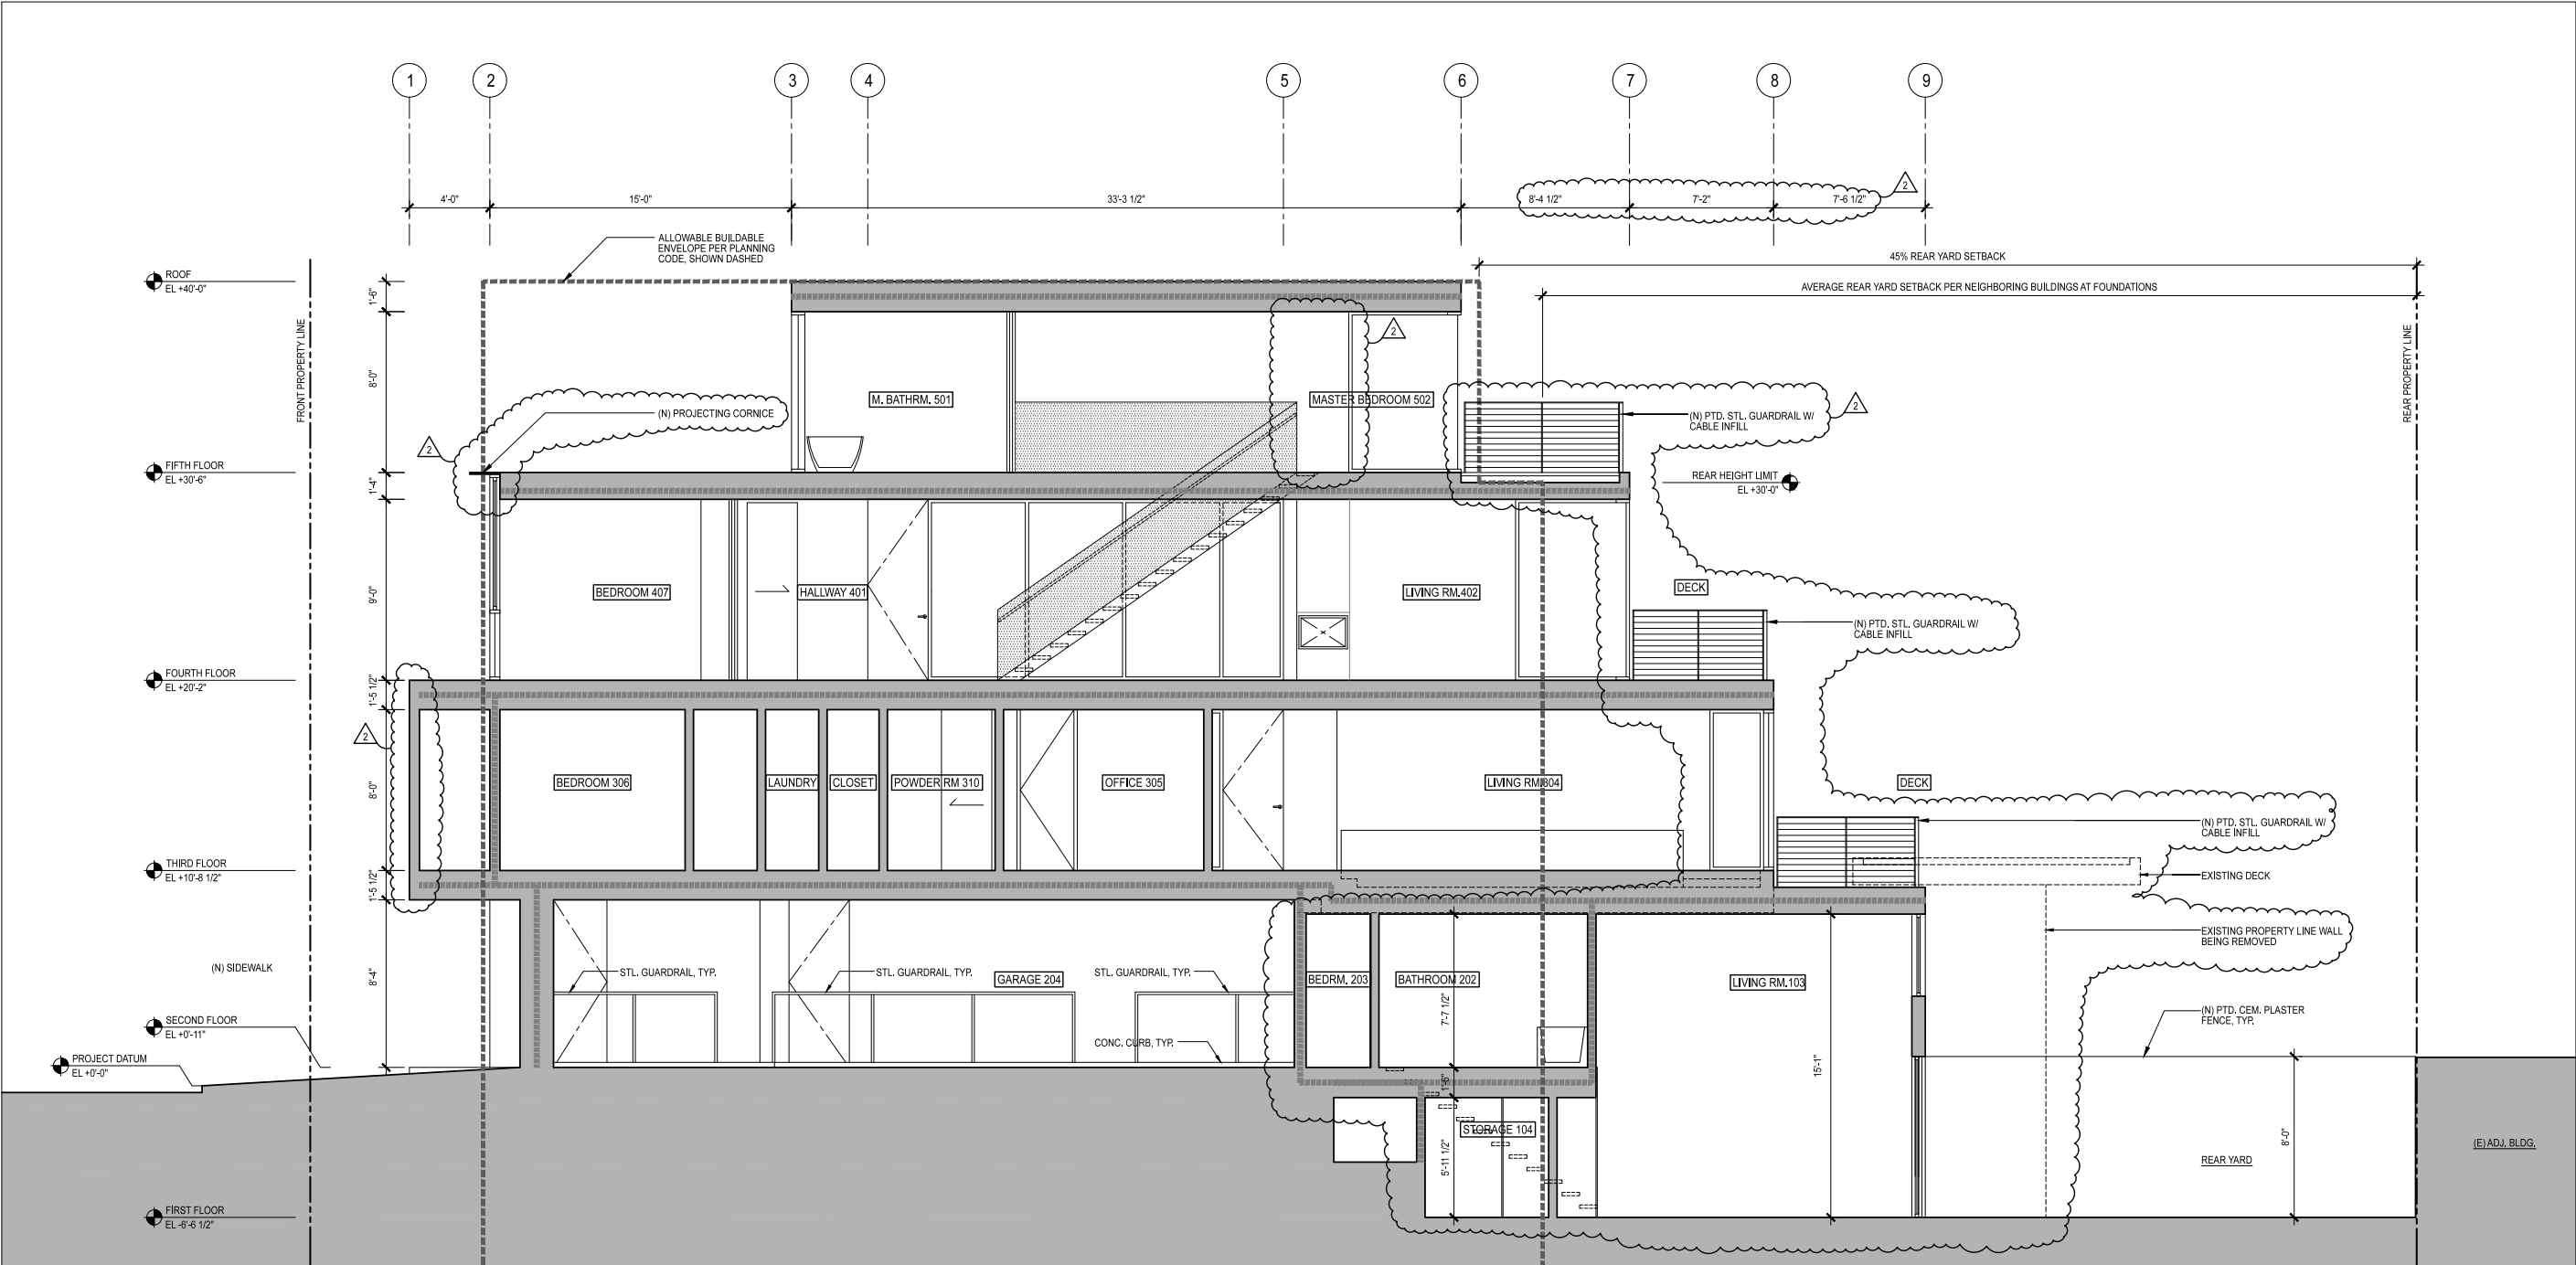 1
2
3
4
5
6
7
8
9
4'-0"
15'-0"
33'-3 1/2"
8'-4 1/2"
7'-2"
7'-6 1/2"
2
ALLOWABLE BUILDABLE
ENVELOPE PER PLANNING
CODE, SHOWN DASHED
45% REAR YARD SETBACK
AVERAGE REAR YARD SETBACK PER NEIGHBORING BUILDINGS AT FOUNDATIONS
ROOF
EL +40'-0"
1'-6"
FRONT PROPERTY LINE
REAR PROPERTY LINE
2
8'-0"
M. BATHRM. 501
MASTER BEDROOM 502
(N) PROJECTING CORNICE
(N) PTD. STL. GUARDRAIL W/
CABLE INFILL
2
2
FIFTH FLOOR
EL +30'-6"
1'-4"
REAR HEIGHT LIMIT
EL +30'-0"
9'-0"
BEDROOM 407
HALLWAY 401
LIVING RM.402
DECK
(N) PTD. STL. GUARDRAIL W/
CABLE INFILL
FOURTH FLOOR
EL +20'-2"
1'-5 1/2"
2
8'-0"
BEDROOM 306
LAUNDRY
CLOSET
POWDER RM 310
OFFICE 305
LIVING RM.304
DECK
(N) PTD. STL. GUARDRAIL W/
CABLE INFILL
THIRD FLOOR
EL +10'-8 1/2"
1'-5 1/2"
EXISTING DECK
EXISTING PROPERTY LINE WALL
BEING REMOVED
(N) SIDEWALK
8'-4"
STL. GUARDRAIL, TYP.
STL. GUARDRAIL, TYP.
GARAGE 204
STL. GUARDRAIL, TYP.
BEDRM. 203
BATHROOM 202
LIVING RM.103
7'-7 1/2"
(N) PTD. CEM. PLASTER
FENCE, TYP.
SECOND FLOOR
EL +0'-11"
CONC. CURB, TYP.
PROJECT DATUM
EL +0'-0"
15'-1"
1'-6"
STORAGE 104
5'-11 1/2"
8'-0"
REAR YARD
(E) ADJ. BLDG.
FIRST FLOOR
EL -6'-6 1/2"